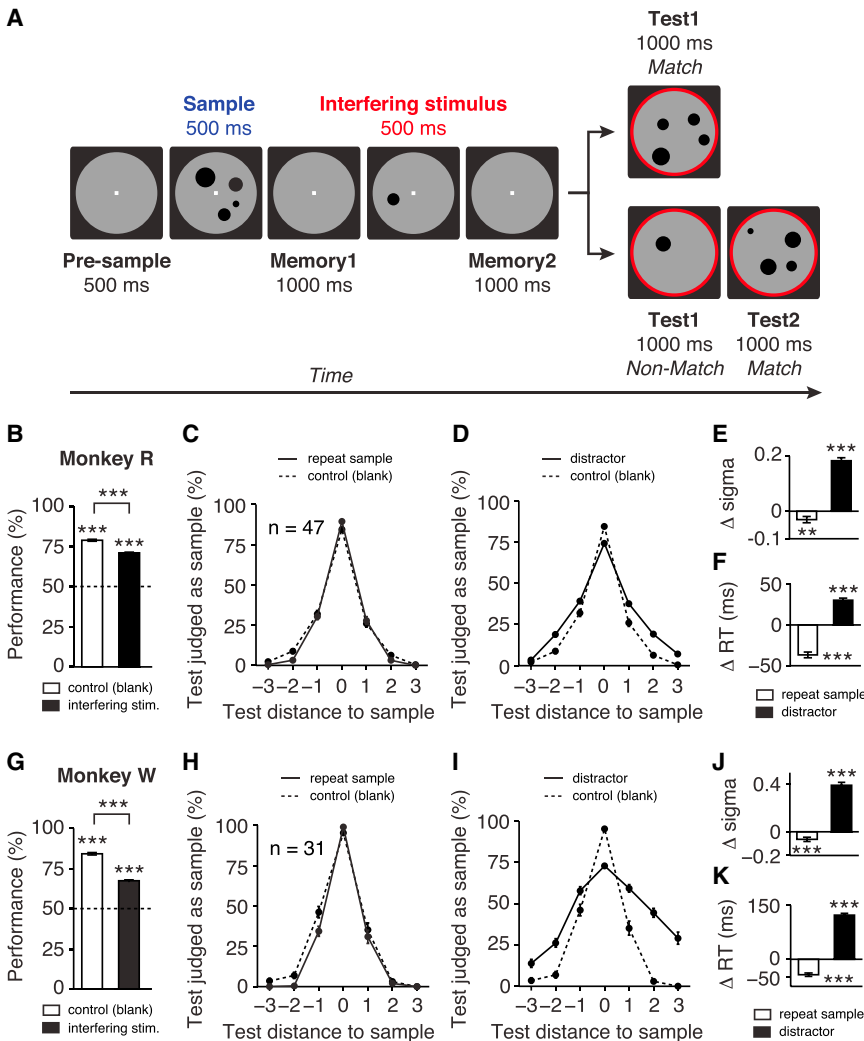 A
Test1
1000 ms
Match
Sample
500 ms
Interfering stimulus
500 ms
Pre-sample
500 ms
Memory1
1000 ms
Memory2
1000 ms
Test1
1000 ms
Non-Match
Test2
1000 ms
Match
Time
B
Monkey R
Performance (%)
100
75
50
25
0
***
***
***
control (blank)
interfering stim.
C
repeat sample
control (blank)
n = 47
Test judged as sample (%)
100
75
50
25
0
−3 −2 −1 0 1 2 3
Test distance to sample
D
distractor
control (blank)
Test judged as sample (%)
100
75
50
25
0
−3 −2 −1 0 1 2 3
Test distance to sample
E
Δ sigma
0.2
0
-0.1
***
**
F
Δ RT (ms)
50
0
−50
***
***
repeat sample
distractor
G
Monkey W
Performance (%)
100
75
50
25
0
***
***
***
control (blank)
interfering stim.
H
repeat sample
control (blank)
n = 31
Test judged as sample (%)
100
75
50
25
0
−3 −2 −1 0 1 2 3
Test distance to sample
I
distractor
control (blank)
Test judged as sample (%)
100
75
50
25
0
−3 −2 −1 0 1 2 3
Test distance to sample
J
Δ sigma
0.4
0
−0.2
***
***
K
Δ RT (ms)
150
0
−50
***
***
repeat sample
distractor